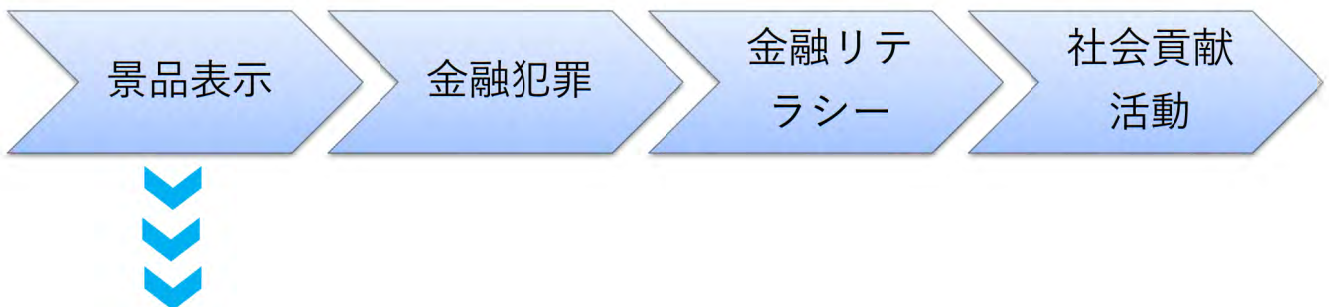 景品表示
金融犯罪
金融リテ
ラシー
社会貢献
活動